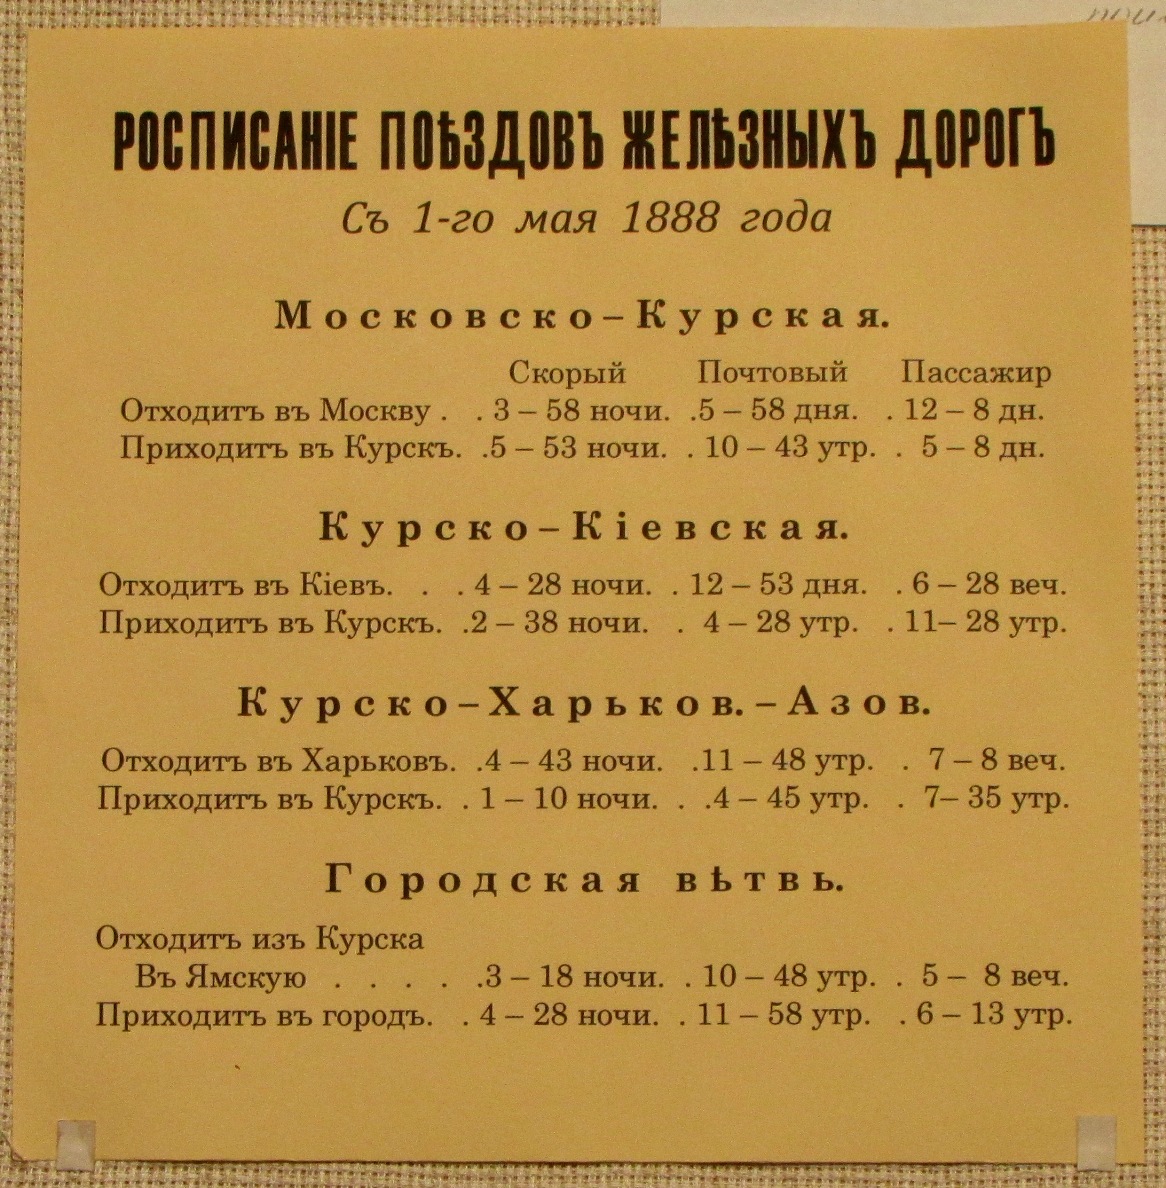 РОСПИСАНІЕ ПОѢЗДОВЪ ЖЕЛѢЗНЫХЪ ДОРОГЪ
Съ 1-го мая 1888 года
Московско–Курская.
Скорый Почтовый Пассажир
Отходитъ въ Москву . . 3 – 58 ночи. .5 – 58 дня. . 12 – 8 дн.
Приходитъ въ Курскъ. .5 – 53 ночи. . 10 – 43 утр. . 5 – 8 дн.
Курско–Кіевская.
Отходитъ въ Кіевъ. . . 4 – 28 ночи. . 12 – 53 дня. . 6 – 28 веч.
Приходитъ въ Курскъ. .2 – 38 ночи. . 4 – 28 утр. . 11– 28 утр.
Курско–Харьков.–Азов.
Отходитъ въ Харьковъ. .4 – 43 ночи. .11 – 48 утр. . 7 – 8 веч.
Приходитъ въ Курскъ. . 1 – 10 ночи. . .4 – 45 утр. . 7– 35 утр.
Городская вѣтвь.
Отходитъ изъ Курска
Въ Ямскую . . . . .3 – 18 ночи. . 10 – 48 утр. . 5 – 8 веч.
Приходитъ въ городъ. . 4 – 28 ночи. . 11 – 58 утр. . 6 – 13 утр.